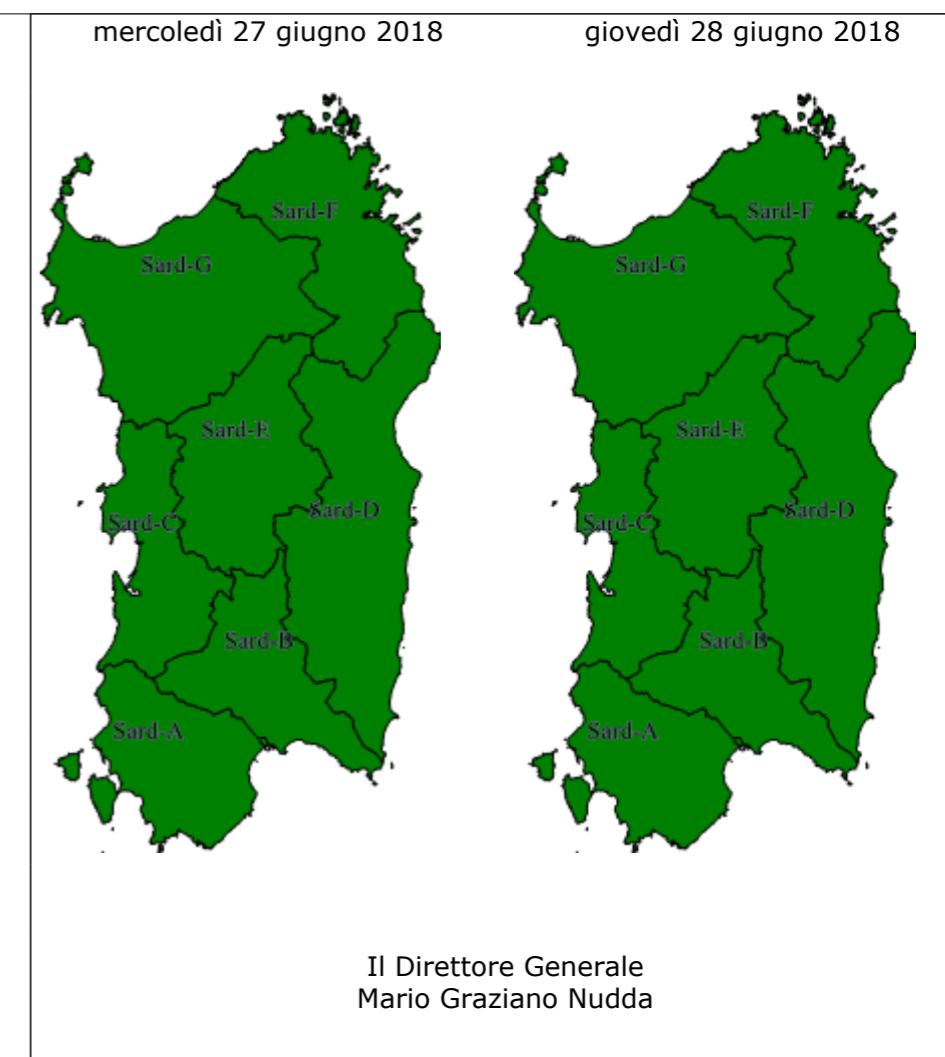 mercoledì 27 giugno 2018
giovedì 28 giugno 2018
Sard-F
Sard-G
Sard-E
Sard-D
Sard-C
Sard-B
Sard-A
Sard-F
Sard-G
Sard-E
Sard-D
Sard-C
Sard-B
Sard-A
Il Direttore Generale
Mario Graziano Nudda